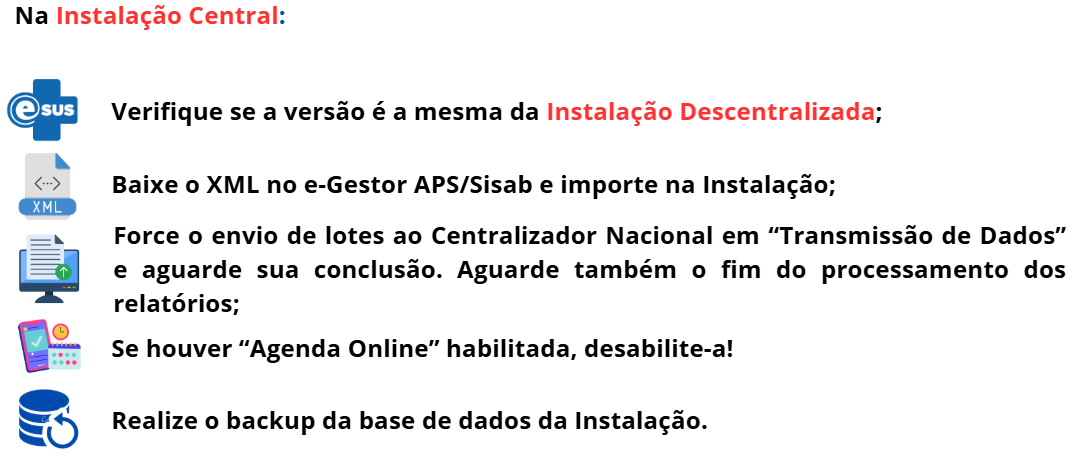 Na Instalação Central:
e sus
Verifique se a versão é a mesma da Instalação Descentralizada;
<···>
XML
Baixe o XML no e-Gestor APS/Sisab e importe na Instalação;
Force o envio de lotes ao Centralizador Nacional em “Transmissão de Dados”
e aguarde sua conclusão. Aguarde também o fim do processamento dos
relatórios;
Se houver “Agenda Online” habilitada, desabilite-a!
Realize o backup da base de dados da Instalação.